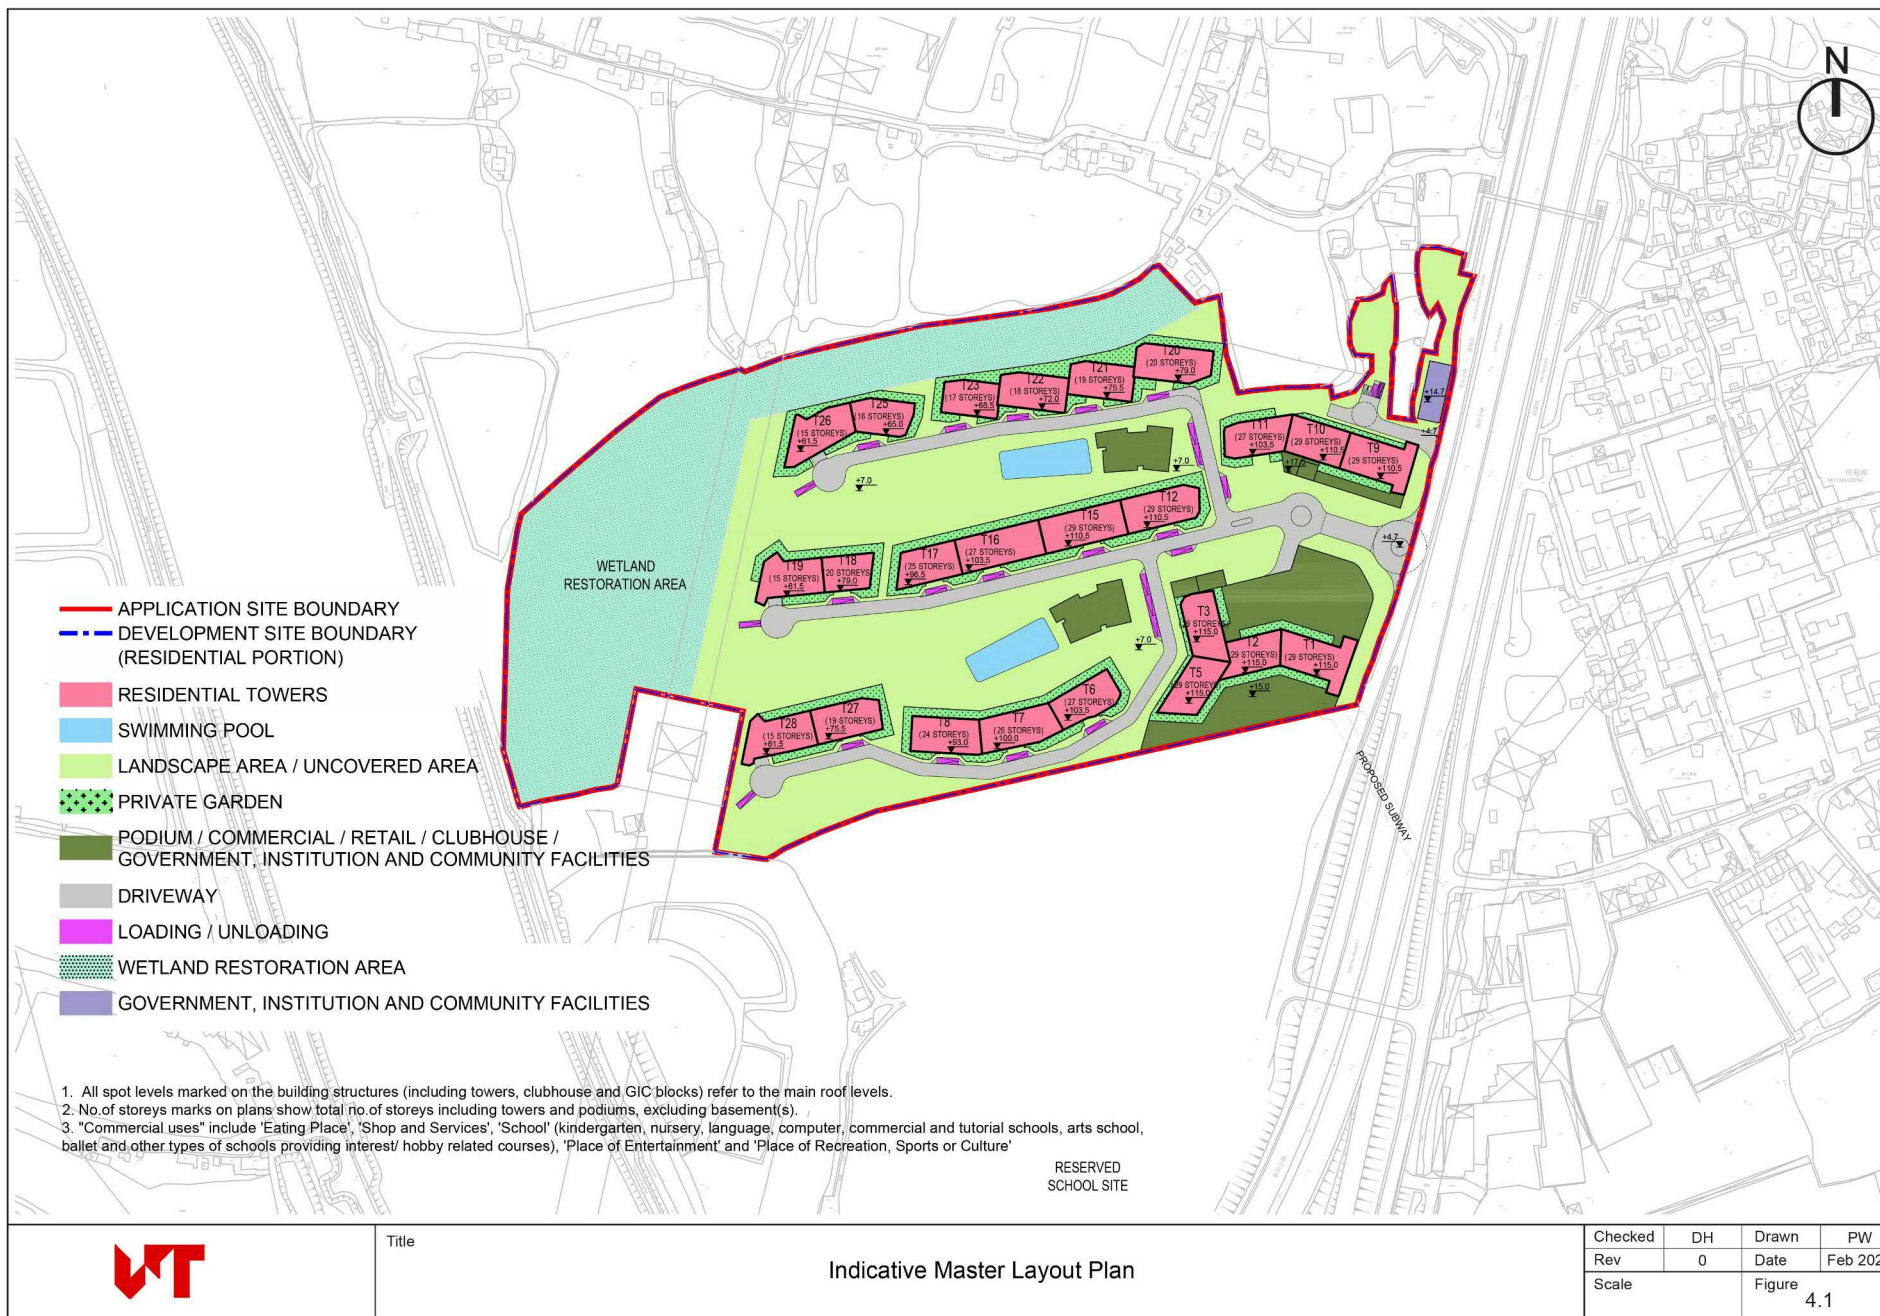 N
T20
(20 STOREYS)
+79.0
T21
(19 STOREYS)
+75.5
T22
(18 STOREYS)
+72.0
T23
(17 STOREYS)
+68.5
T25
(16 STOREYS)
+65.0
T26
(15 STOREYS)
+61.5
+14.7
+4.7
T11
(27 STOREYS)
+103.5
T10
(29 STOREYS)
+110.5
T9
(29 STOREYS)
+110.5
+7.0
+7.0
T12
(29 STOREYS)
+110.5
T15
(29 STOREYS)
+110.5
T16
(27 STOREYS)
+103.5
T17
(25 STOREYS)
+96.5
T18
20 STOREYS)
+79.0
T19
(15 STOREYS)
+61.5
+4.7
WETLAND
RESTORATION AREA
T3
+115.0
T2
29 STOREYS)
+115.0
T1
(29 STOREYS)
+115.0
T5
29 STOREYS)
+115.0
+15.0
+7.0
T6
(27 STOREYS)
+103.5
T7
(26 STOREYS)
+100.0
T8
(24 STOREYS)
+93.0
T27
(19 STOREYS)
+75.5
T28
(15 STOREYS)
+61.5
PROPOSED SUBWAY
APPLICATION SITE BOUNDARY
DEVELOPMENT SITE BOUNDARY
(RESIDENTIAL PORTION)
RESIDENTIAL TOWERS
SWIMMING POOL
LANDSCAPE AREA / UNCOVERED AREA
PRIVATE GARDEN
PODIUM / COMMERCIAL / RETAIL / CLUBHOUSE /
GOVERNMENT, INSTITUTION AND COMMUNITY FACILITIES
DRIVEWAY
LOADING / UNLOADING
WETLAND RESTORATION AREA
GOVERNMENT, INSTITUTION AND COMMUNITY FACILITIES
1. All spot levels marked on the building structures (including towers, clubhouse and GIC blocks) refer to the main roof levels.
2. No.of storeys marks on plans show total no.of storeys including towers and podiums, excluding basement(s).
3. "Commercial uses" include 'Eating Place', 'Shop and Services', 'School' (kindergarten, nursery, language, computer, commercial and tutorial schools, arts school,
ballet and other types of schools providing interest/ hobby related courses), 'Place of Entertainment' and 'Place of Recreation, Sports or Culture'
RESERVED
SCHOOL SITE
Title
Indicative Master Layout Plan
Checked DH Drawn PW
Rev 0 Date Feb 202
Scale Figure
4.1